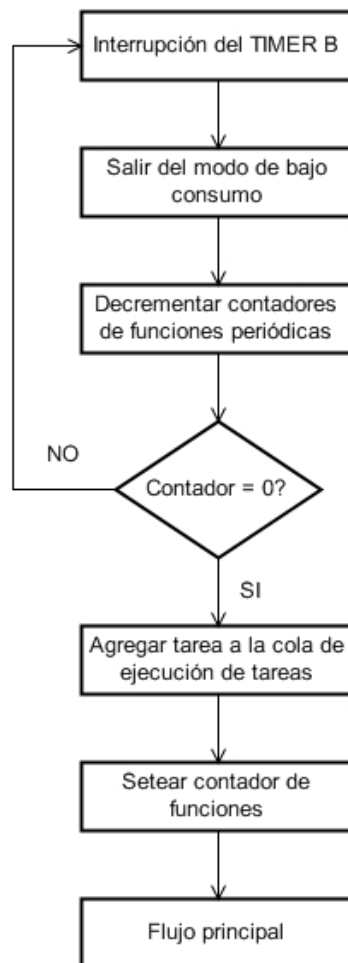 Interrupción del TIMER B
Salir del modo de bajo
consumo
Decrementar contadores
de funciones periódicas
NO
Contador = 0?
SI
Agregar tarea a la cola de
ejecución de tareas
Setear contador de
funciones
Flujo principal